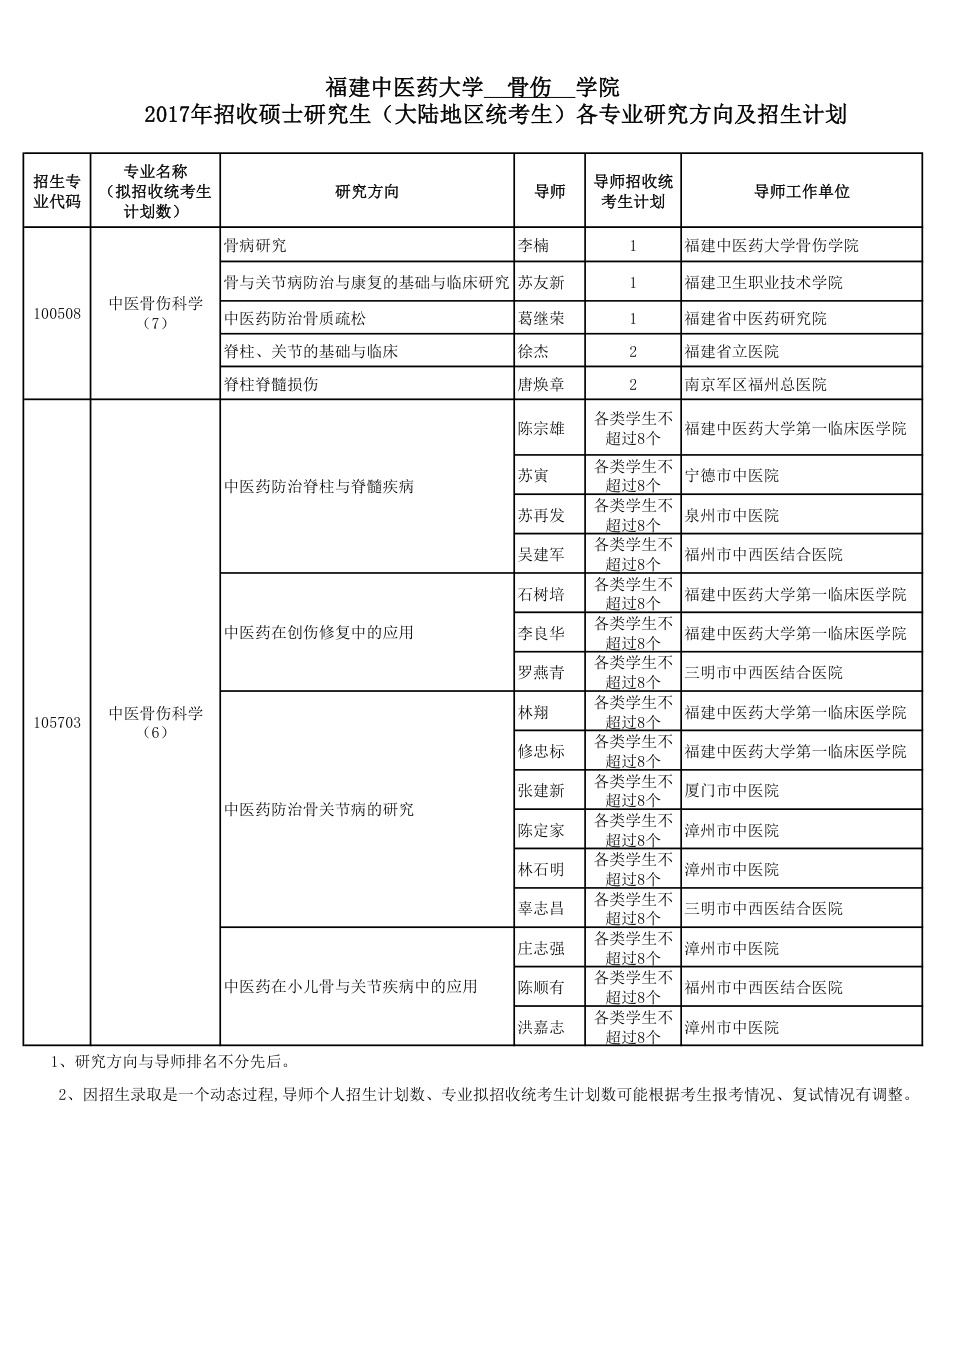 福建中医药大学  骨伤  学院
2017年招收硕士研究生（大陆地区统考生）各专业研究方向及招生计划
招生专业代码 专业名称（拟招收统考生计划数） 研究方向 导师 导师招收统考生计划 导师工作单位
100508 中医骨伤科学（7）
骨病研究 李楠 1 福建中医药大学骨伤学院
骨与关节病防治与康复的基础与临床研究 苏友新 1 福建卫生职业技术学院
中医药防治骨质疏松 葛继荣 1 福建省中医药研究院
脊柱、关节的基础与临床 徐杰 2 福建省立医院
脊柱脊髓损伤 唐焕章 2 南京军区福州总医院
105703 中医骨伤科学（6）
中医药防治脊柱与脊髓疾病
陈宗雄 各类学生不超过8个 福建中医药大学第一临床医学院
苏寅 各类学生不超过8个 宁德市中医院
苏再发 各类学生不超过8个 泉州市中医院
吴建军 各类学生不超过8个 福州市中西医结合医院
中医药在创伤修复中的应用
石树培 各类学生不超过8个 福建中医药大学第一临床医学院
李良华 各类学生不超过8个 福建中医药大学第一临床医学院
罗燕青 各类学生不超过8个 三明市中西医结合医院
中医药防治骨关节病的研究
林翔 各类学生不超过8个 福建中医药大学第一临床医学院
修忠标 各类学生不超过8个 福建中医药大学第一临床医学院
张建新 各类学生不超过8个 厦门市中医院
陈定家 各类学生不超过8个 漳州市中医院
林石明 各类学生不超过8个 漳州市中医院
辜志昌 各类学生不超过8个 三明市中西医结合医院
中医药在小儿骨与关节疾病中的应用
庄志强 各类学生不超过8个 漳州市中医院
陈顺有 各类学生不超过8个 福州市中西医结合医院
洪嘉志 各类学生不超过8个 漳州市中医院
1、研究方向与导师排名不分先后。
2、因招生录取是一个动态过程,导师个人招生计划数、专业拟招收统考生计划数可能根据考生报考情况、复试情况有调整。